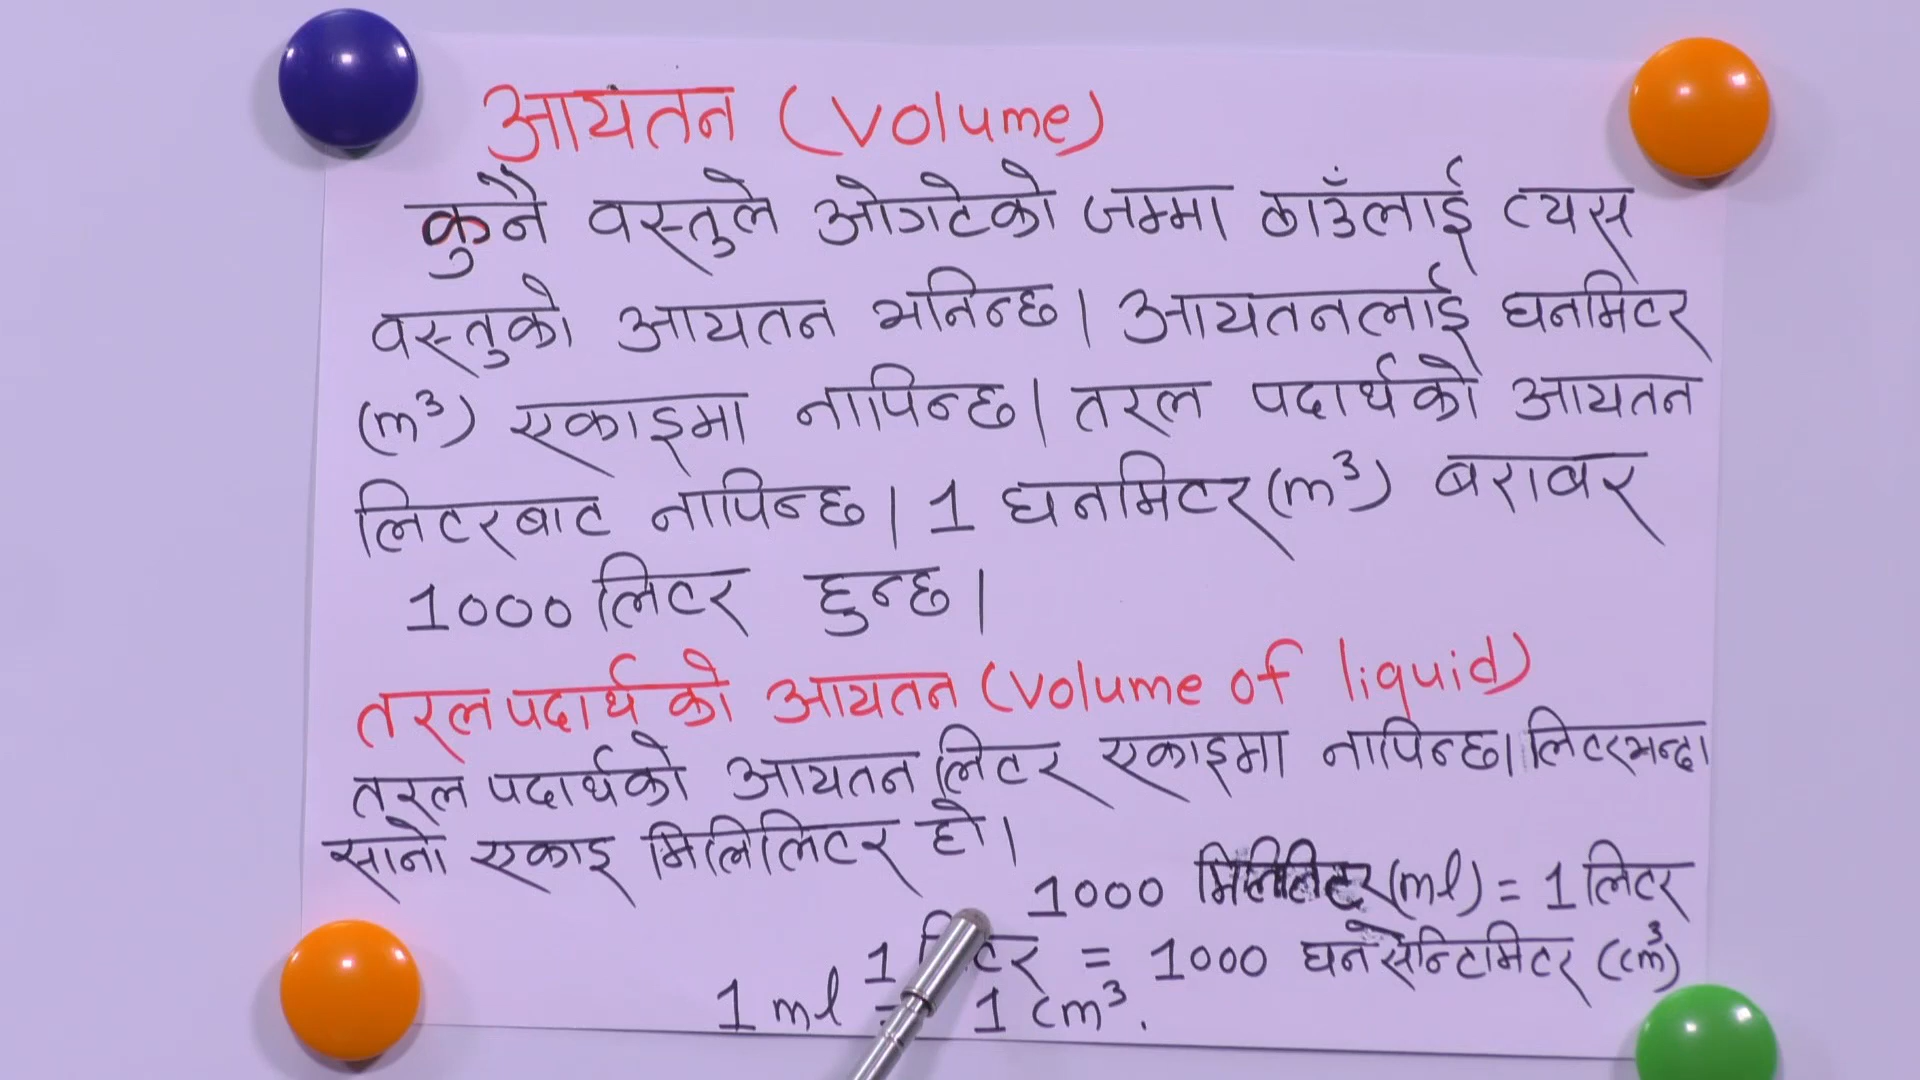 आयतन (volume)
कुनै वस्तुले ओगटेको जम्मा ठाउँलाई त्यस
वस्तुको आयतन भनिन्छ। आयतनलाई घनमिटर
(m³) एकाइमा नापिन्छ। तरल पदार्थको आयतन
लिटरबाट नापिन्छ। 1 घनमिटर (m³) बराबर
1000 लिटर हुन्छ।
तरल पदार्थ को आयतन (volume of liquid)
तरल पदार्थको आयतन लिटर एकाइमा नापिन्छ। लिटरभन्दा
सानो एकाइ मिलिलिटर हो।
1000 मिलिलिटर (ml) = 1 लिटर
1 = 1000 घन सेन्टिमिटर (cm³)
1 ml = 1 cm³.